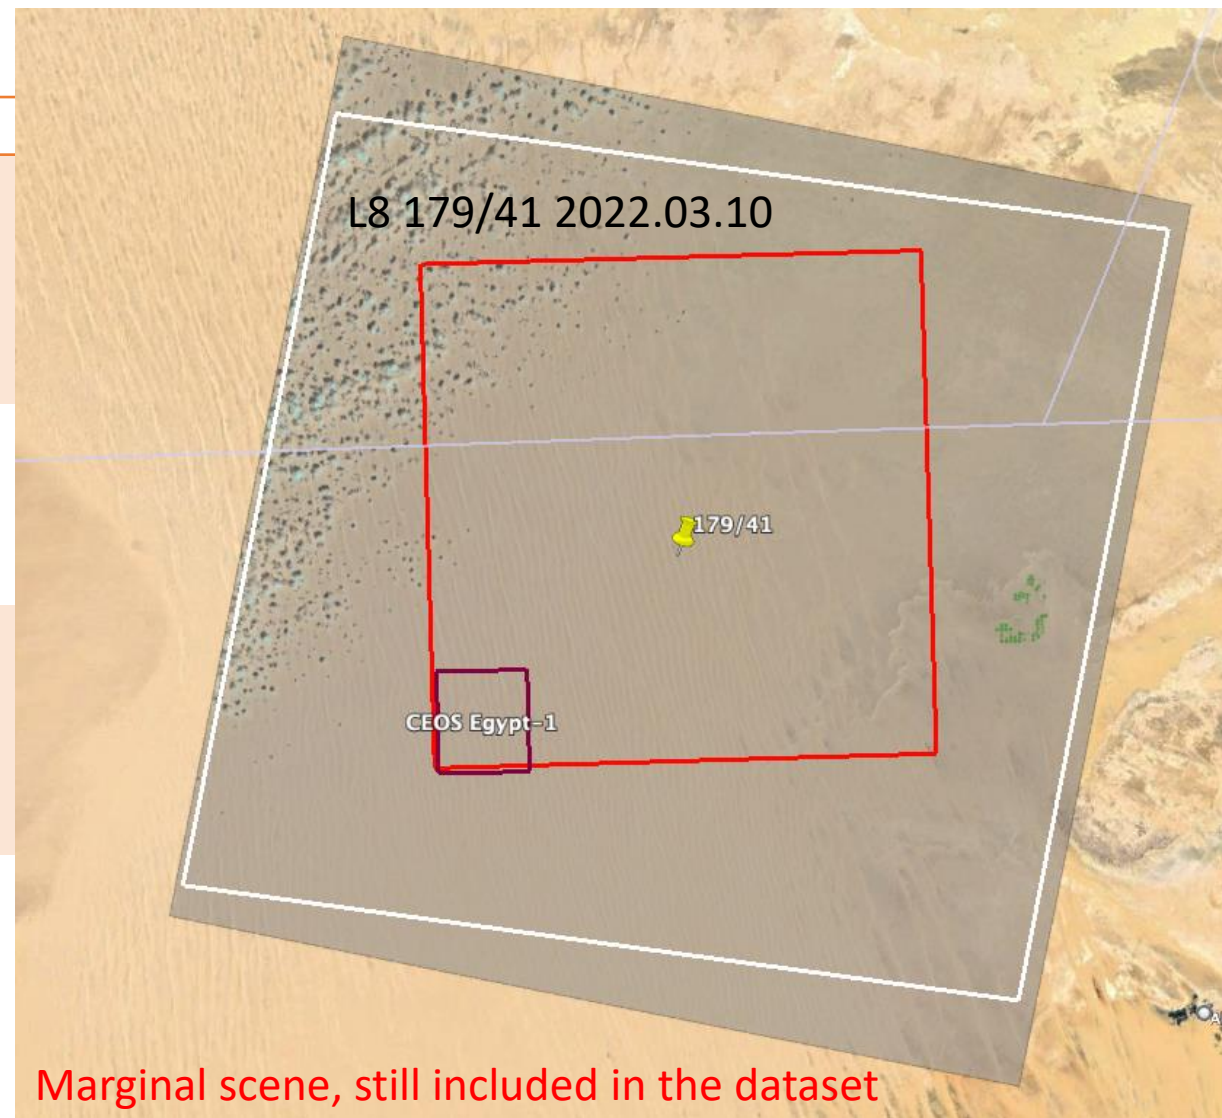 L8 179/41 2022.03.10
179/41
CEOS Egypt-1
Marginal scene, still included in the dataset